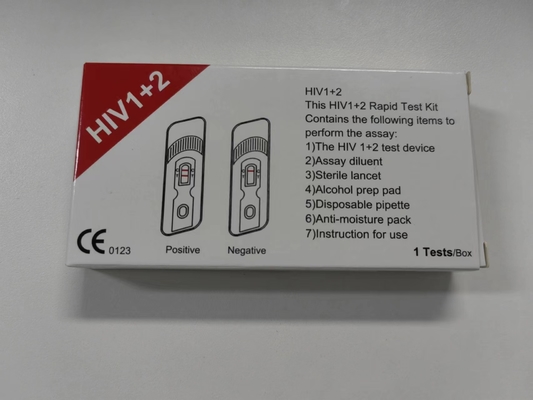 HIV1+2
HIV1+2
This HIV1+2 Rapid Test Kit
Contains the following items to
perform the assay:
1)The HIV 1+2 test device
2)Assay diluent
3)Sterile lancet
4)Alcohol prep pad
5)Disposable pipette
6)Anti-moisture pack
7)Instruction for use
CE 0123
Positive
Negative
1 Tests/Box